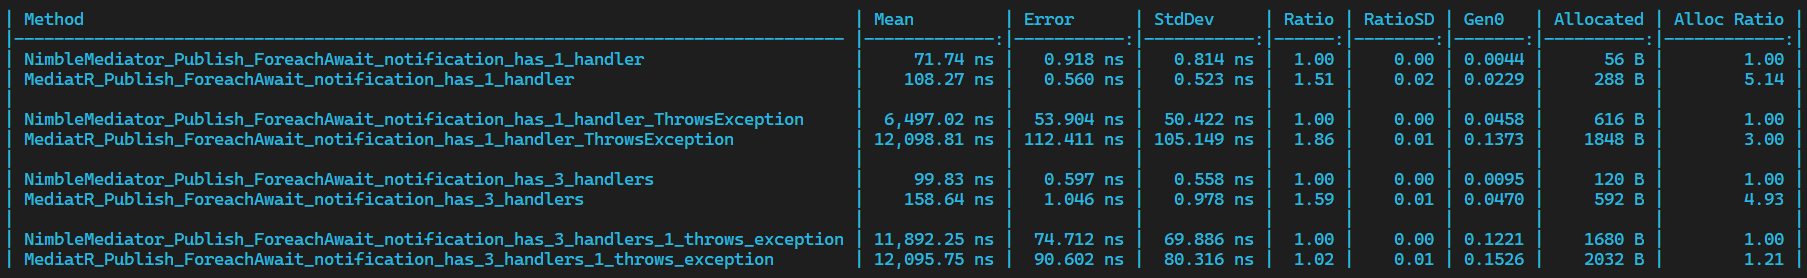 | Method | Mean | Error | StdDev | Ratio | RatioSD | Gen0 | Allocated | Alloc Ratio |
|----------------------------------------------------------------------------------- |-------------:|-----------:|-----------:|------:|--------:|-------:|----------:|------------:|
| NimbleMediator_Publish_ForeachAwait_notification_has_1_handler | 71.74 ns | 0.918 ns | 0.814 ns | 1.00 | 0.00 | 0.0044 | 56 B | 1.00 |
| MediatR_Publish_ForeachAwait_notification_has_1_handler | 108.27 ns | 0.560 ns | 0.523 ns | 1.51 | 0.02 | 0.0229 | 288 B | 5.14 |
| | | | | | | | | |
| NimbleMediator_Publish_ForeachAwait_notification_has_1_handler_ThrowsException | 6,497.02 ns | 53.904 ns | 50.422 ns | 1.00 | 0.00 | 0.0458 | 616 B | 1.00 |
| MediatR_Publish_ForeachAwait_notification_has_1_handler_ThrowsException | 12,098.81 ns | 112.411 ns | 105.149 ns | 1.86 | 0.01 | 0.1373 | 1848 B | 3.00 |
| | | | | | | | | |
| NimbleMediator_Publish_ForeachAwait_notification_has_3_handlers | 99.83 ns | 0.597 ns | 0.558 ns | 1.00 | 0.00 | 0.0095 | 120 B | 1.00 |
| MediatR_Publish_ForeachAwait_notification_has_3_handlers | 158.64 ns | 1.046 ns | 0.978 ns | 1.59 | 0.01 | 0.0470 | 592 B | 4.93 |
| | | | | | | | | |
| NimbleMediator_Publish_ForeachAwait_notification_has_3_handlers_1_throws_exception | 11,892.25 ns | 74.712 ns | 69.886 ns | 1.00 | 0.00 | 0.1221 | 1680 B | 1.00 |
| MediatR_Publish_ForeachAwait_notification_has_3_handlers_1_throws_exception | 12,095.75 ns | 90.602 ns | 80.316 ns | 1.02 | 0.01 | 0.1526 | 2032 B | 1.21 |